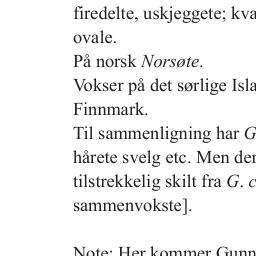 firedelte, uskjeggete; kva
ovale.
På norsk Norsøte.
Vokser på det sørlige Isla
Finnmark.
Til sammenligning har G
hårete svelg etc. Men der
tilstrekkelig skilt fra G. c
sammenvokste].
Note: Her kommer Gunn